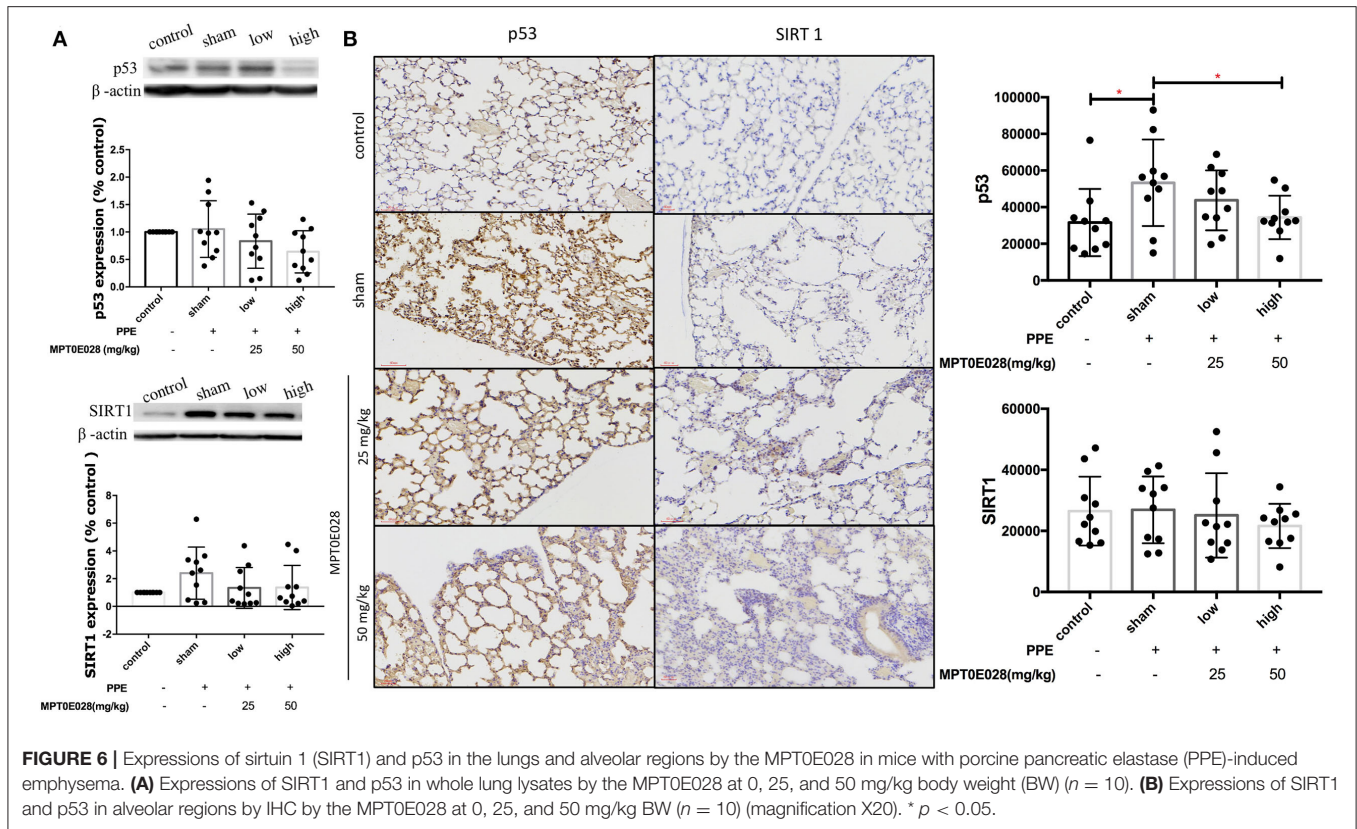 A
control sham low high
p53
β -actin
p53 expression (% control)
2.5
2.0
1.5
1.0
0.5
0.0
control sham low high
PPE - + + +
MPT0E028 (mg/kg) - - 25 50
control sham low high
SIRT1
β -actin
SIRT1 expression (% control )
8
6
4
2
0
-2
control sham low high
PPE - + + +
MPT0E028(mg/kg) - - 25 50
B
p53 SIRT 1
control
sham
25 mg/kg
50 mg/kg
MPT0E028
* *
p53
100000
80000
60000
40000
20000
0
control sham low high
PPE - + + +
MPT0E028(mg/kg) - - 25 50
SIRT1
60000
40000
20000
0
control sham low high
PPE - + + +
MPT0E028(mg/kg) - - 25 50
FIGURE 6 | Expressions of sirtuin 1 (SIRT1) and p53 in the lungs and alveolar regions by the MPT0E028 in mice with porcine pancreatic elastase (PPE)-induced
emphysema. (A) Expressions of SIRT1 and p53 in whole lung lysates by the MPT0E028 at 0, 25, and 50 mg/kg body weight (BW) (n = 10). (B) Expressions of SIRT1
and p53 in alveolar regions by IHC by the MPT0E028 at 0, 25, and 50 mg/kg BW (n = 10) (magnification X20). * p < 0.05.